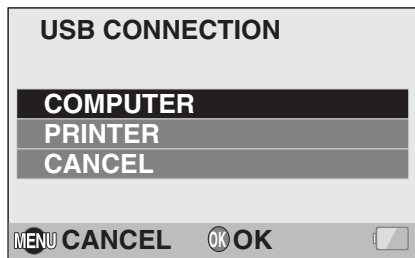 USB CONNECTION
COMPUTER
PRINTER
CANCEL
MENU CANCEL OK OK